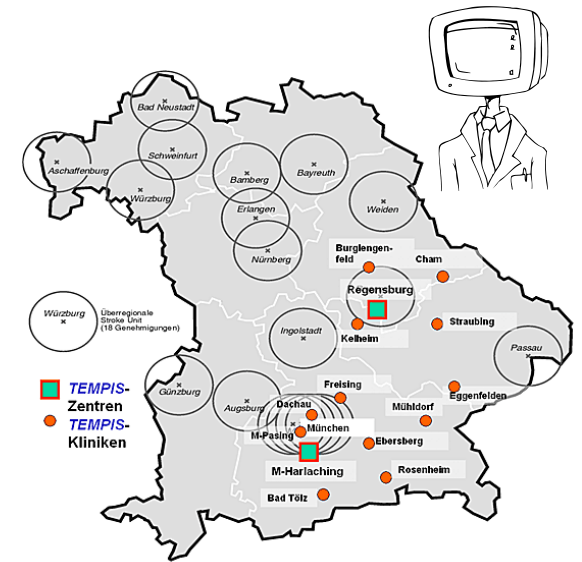 Bad Neustadt
Schweinfurt
Aschaffenburg
Würzburg
Bamberg
Bayreuth
Erlangen
Weiden
Nürnberg
Burglengen-
feld
Cham
Regensburg
Würzburg
Überregionale
Stroke Unit
(18 Genehmigungen)
Ingolstadt
Kelheim
Straubing
Passau
TEMPIS-
Zentren
TEMPIS-
Kliniken
Günzburg
Augsburg
Freising
Dachau
Mühldorf
Eggenfelden
München
M-Pasing
Ebersberg
M-Harlaching
Rosenheim
Bad Tölz